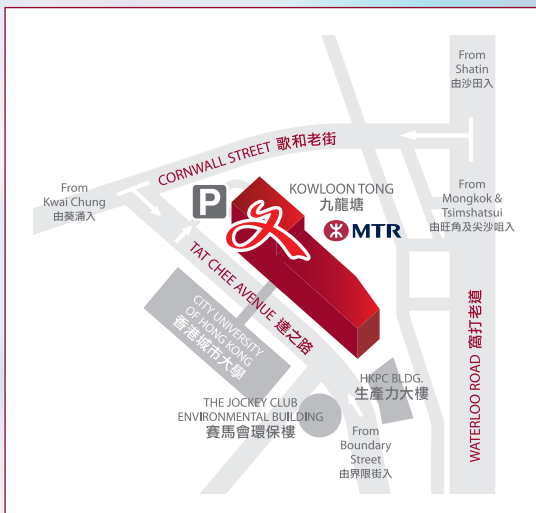 From
Shatin
由沙田入
CORNWALL STREET 歌和老街
From
Kwai Chung
由葵涌入
P
KOWLOON TONG
九龍塘
MTR
From
Mongkok &
Tsimshatsui
由旺角及尖沙咀入
TAT CHEE AVENUE 達之路
CITY UNIVERSITY
OF HONG KONG
香港城市大學
WATERLOO ROAD 窩打老道
HKPC BLDG.
生產力大樓
THE JOCKEY CLUB
ENVIRONMENTAL BUILDING
賽馬會環保樓
From
Boundary
Street
由界限街入